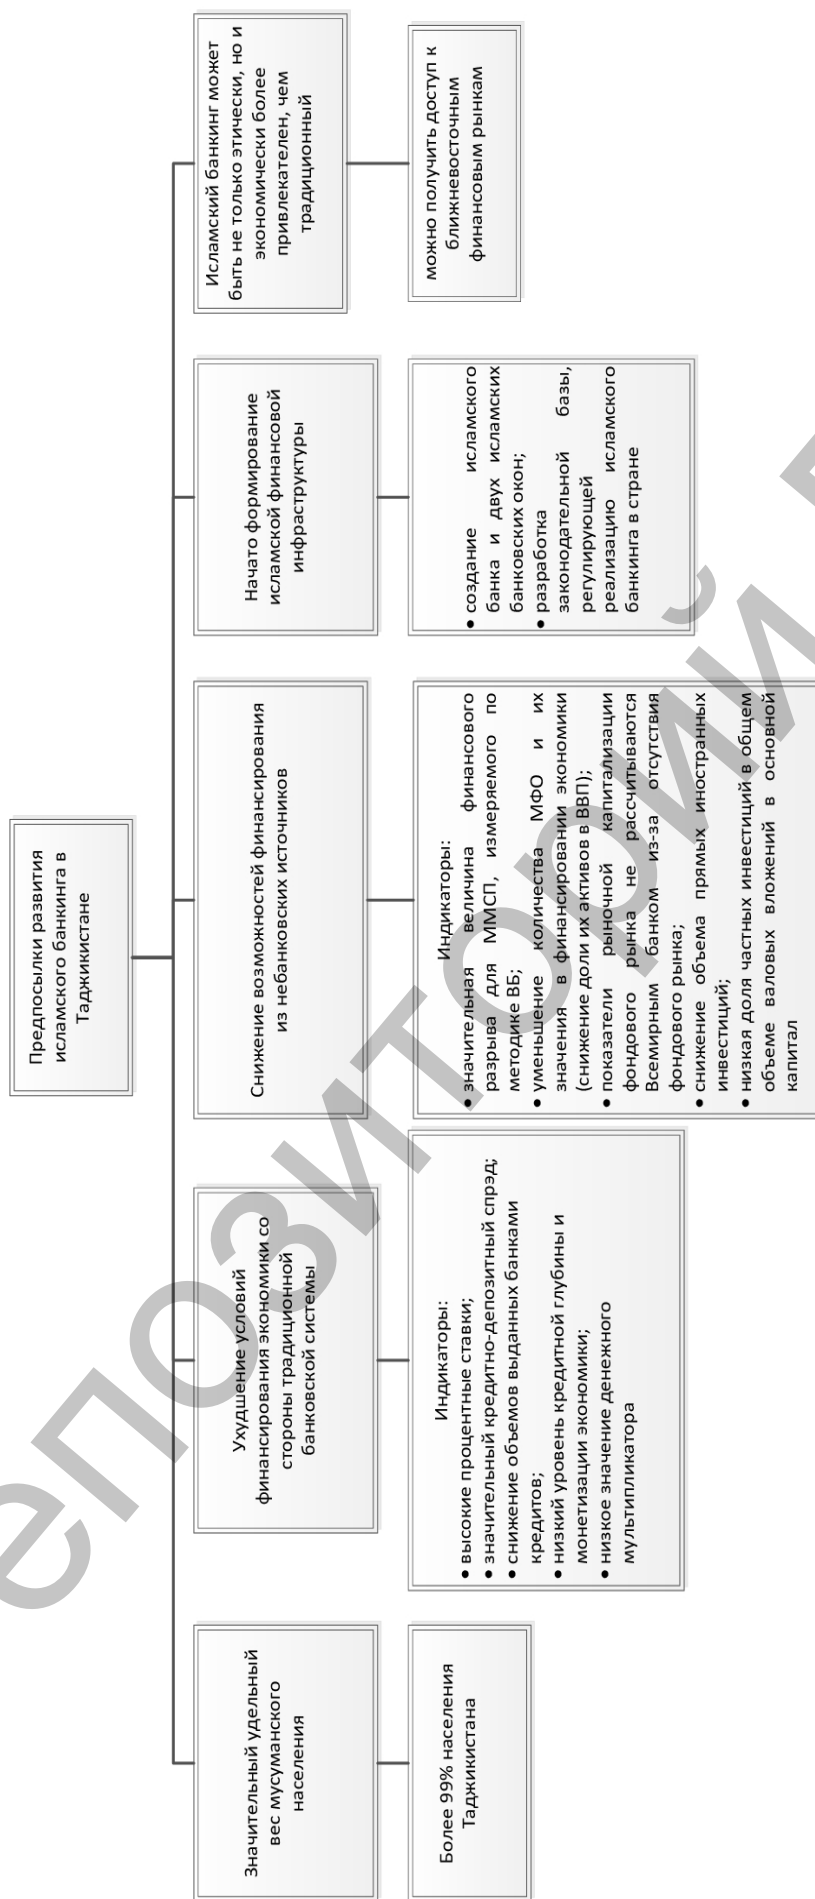 Предпосылки развития
исламского банкинга в
Таджикистане
Значительный удельный
вес мусуманского
населения
Более 99% населения
Таджикистана
Ухудшение условий
финансирования экономики со
стороны традиционной
банковской системы
Индикаторы:
• высокие процентные ставки;
• значительный кредитно-депозитный спрэд;
• снижение объемов выданных банками
кредитов;
• низкий уровень кредитной глубины и
монетизации экономики;
• низкое значение денежного
мультипликатора
Снижение возможностей финансирования
из небанковских источников
Индикаторы:
• значительная величина финансового
разрыва для ММСП, измеряемого по
методике ВБ;
• уменьшение количества МФО и их
значения в финансировании экономики
(снижение доли их активов в ВВП);
• показатели рыночной капитализации
фондового рынка не рассчитываются
Всемирным банком из-за отсутствия
фондового рынка;
• снижение объема прямых иностранных
инвестиций;
• низкая доля частных инвестиций в общем
объеме валовых вложений в основной
капитал
Начато формирование
исламской финансовой
инфраструктуры
• создание исламского
банка и двух исламских
банковских окон;
• разработка
законодательной базы,
регулирующей
реализацию исламского
банкинга в стране
Исламский банкинг может
быть не только этически, но и
экономически более
привлекателен, чем
традиционный
можно получить доступ к
ближневосточным
финансовым рынкам
епозиторий